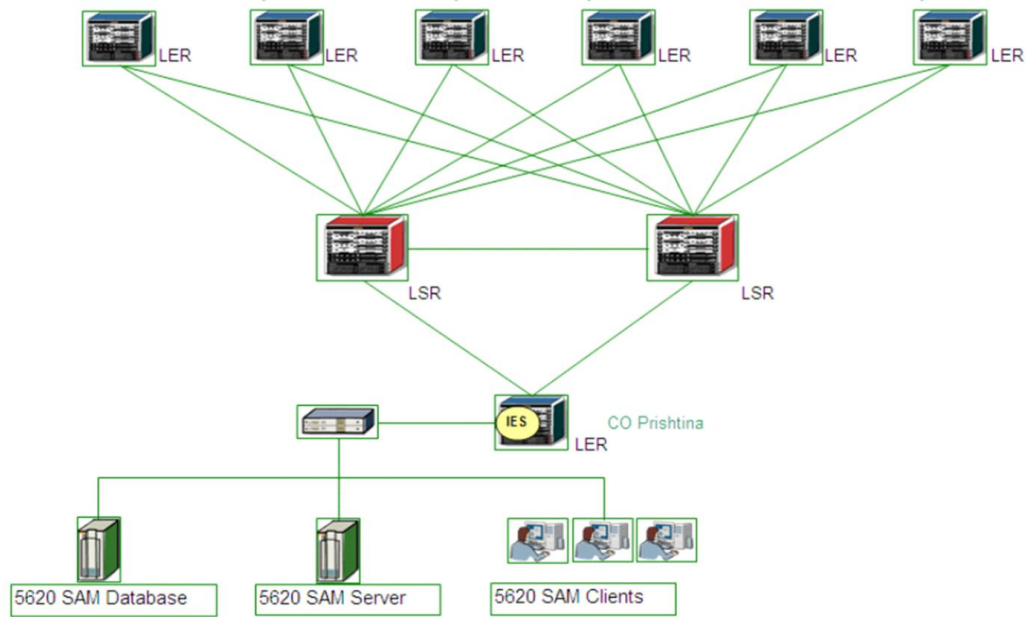 LER
LER
LER
LER
LER
LER
LSR
LSR
IES
CO Prishtina
LER
5620 SAM Database
5620 SAM Server
5620 SAM Clients